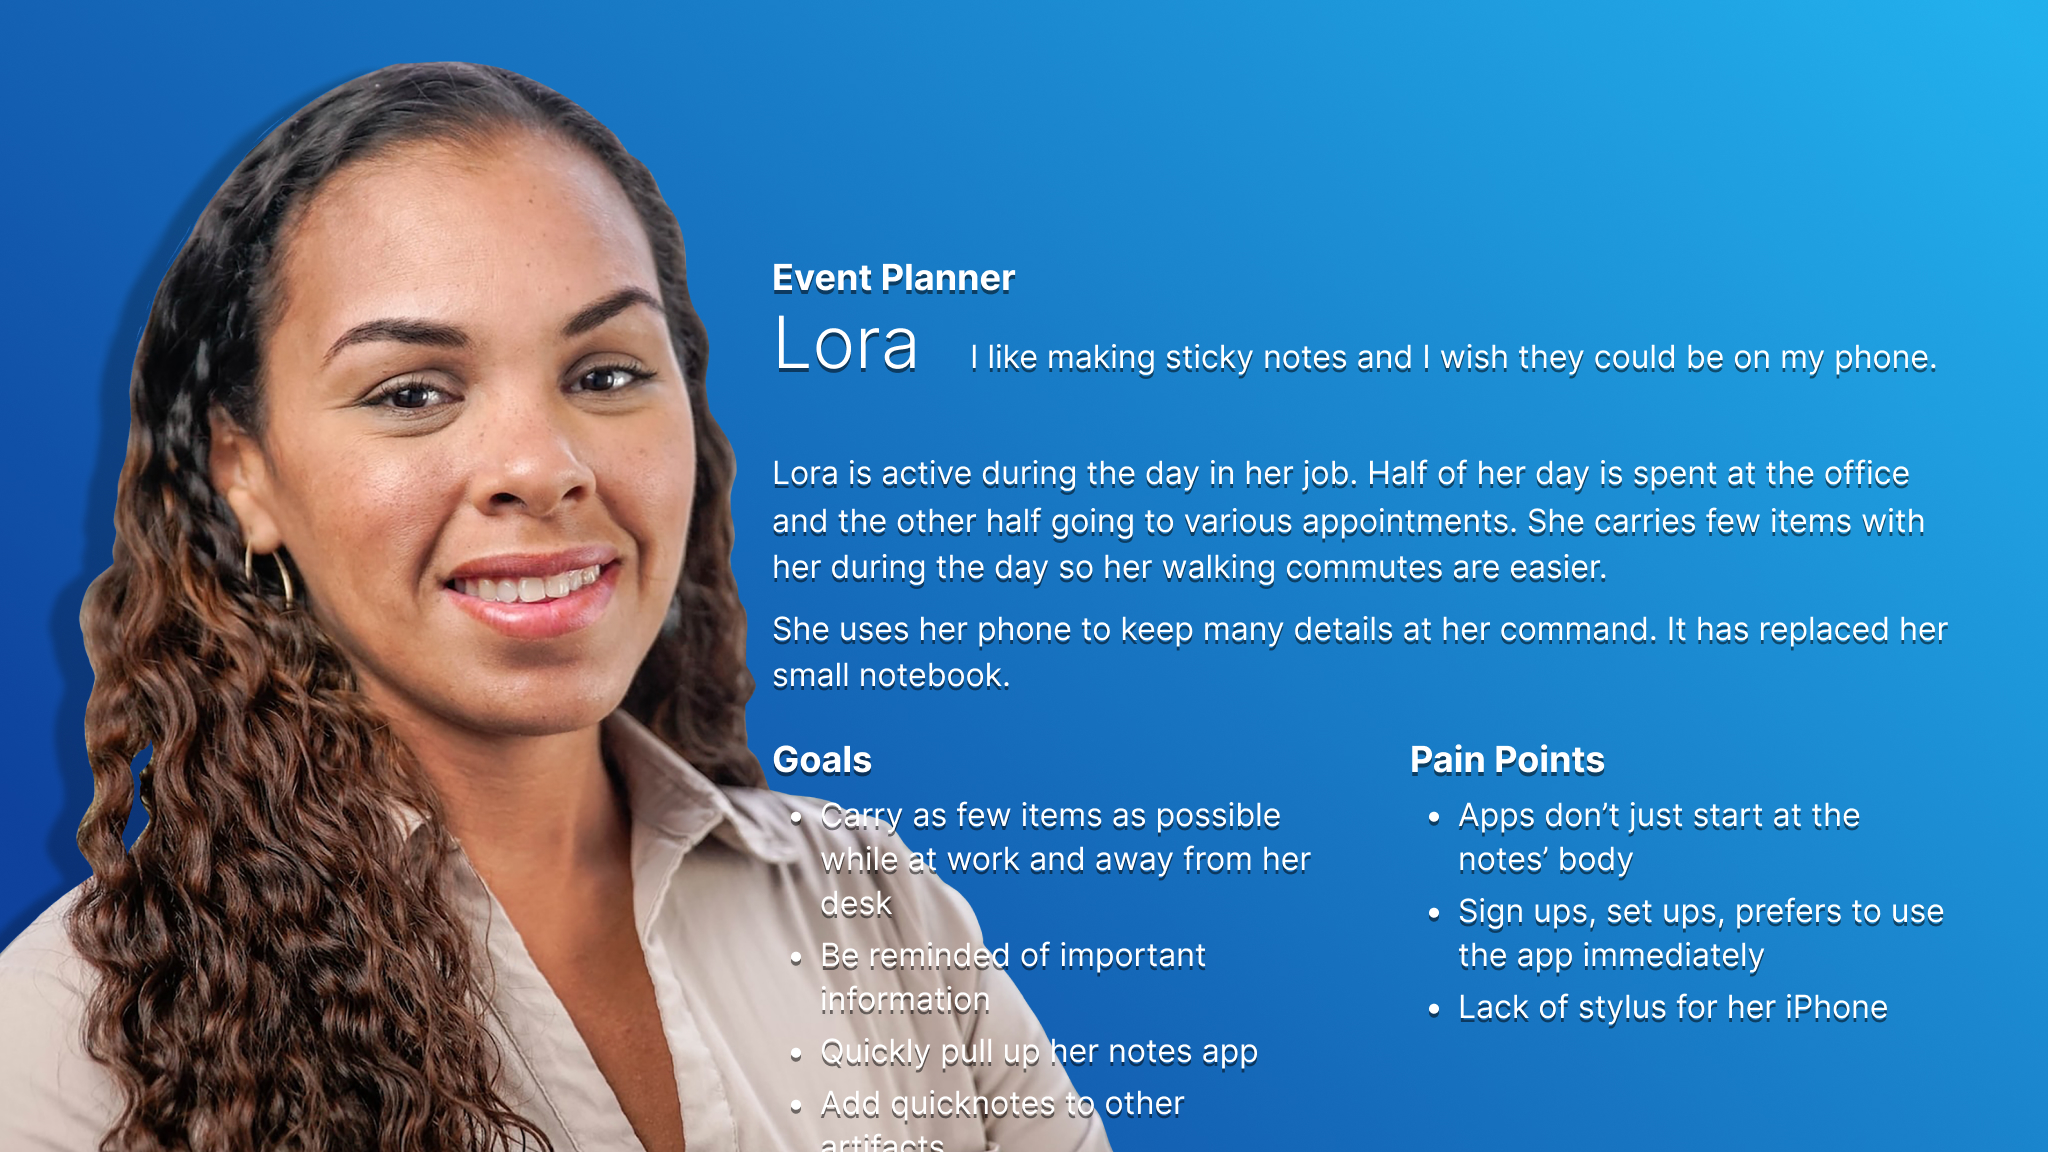 Event Planner
Lora I like making sticky notes and I wish they could be on my phone.
Lora is active during the day in her job. Half of her day is spent at the office
and the other half going to various appointments. She carries few items with
her during the day so her walking commutes are easier.
She uses her phone to keep many details at her command. It has replaced her
small notebook.
Goals
• Carry as few items as possible
while at work and away from her
desk
• Be reminded of important
information
• Quickly pull up her notes app
• Add quicknotes to other
artifacts
Pain Points
• Apps don’t just start at the
notes’ body
• Sign ups, set ups, prefers to use
the app immediately
• Lack of stylus for her iPhone